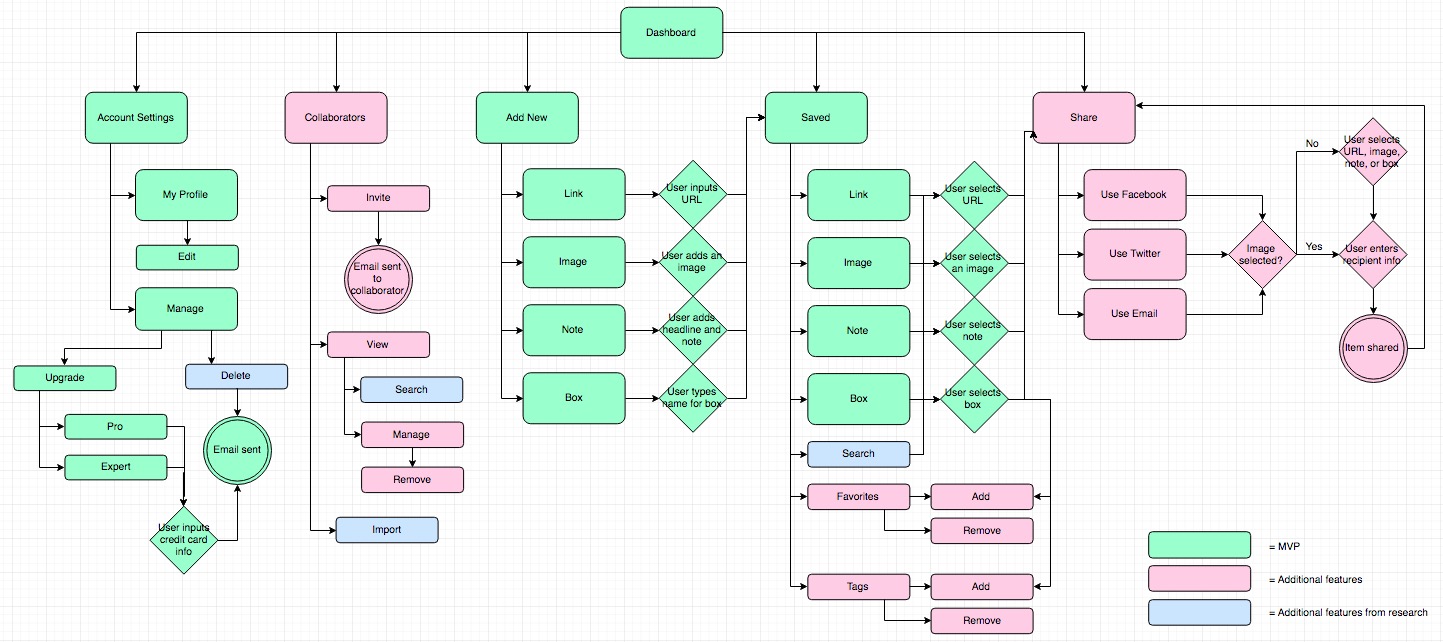 Dashboard
Account Settings
Collaborators
Add New
Saved
Share
My Profile
Edit
Manage
Upgrade
Delete
Pro
Expert
Email sent
User inputs
credit card
info
Invite
Email sent
to
collaborator
View
Search
Manage
Remove
Import
Link
User inputs
URL
Image
User adds an
image
Note
User adds
headline and
note
Box
User types
name for box
Link
User selects
URL
Image
User selects
an image
Note
User selects
note
Box
User selects
box
Search
Favorites
Add
Remove
Tags
Add
Remove
Use Facebook
Use Twitter
Use Email
Image
selected?
No
Yes
User selects
URL, image,
note, or box
User enters
recipient info
Item shared
= MVP
= Additional features
= Additional features from research